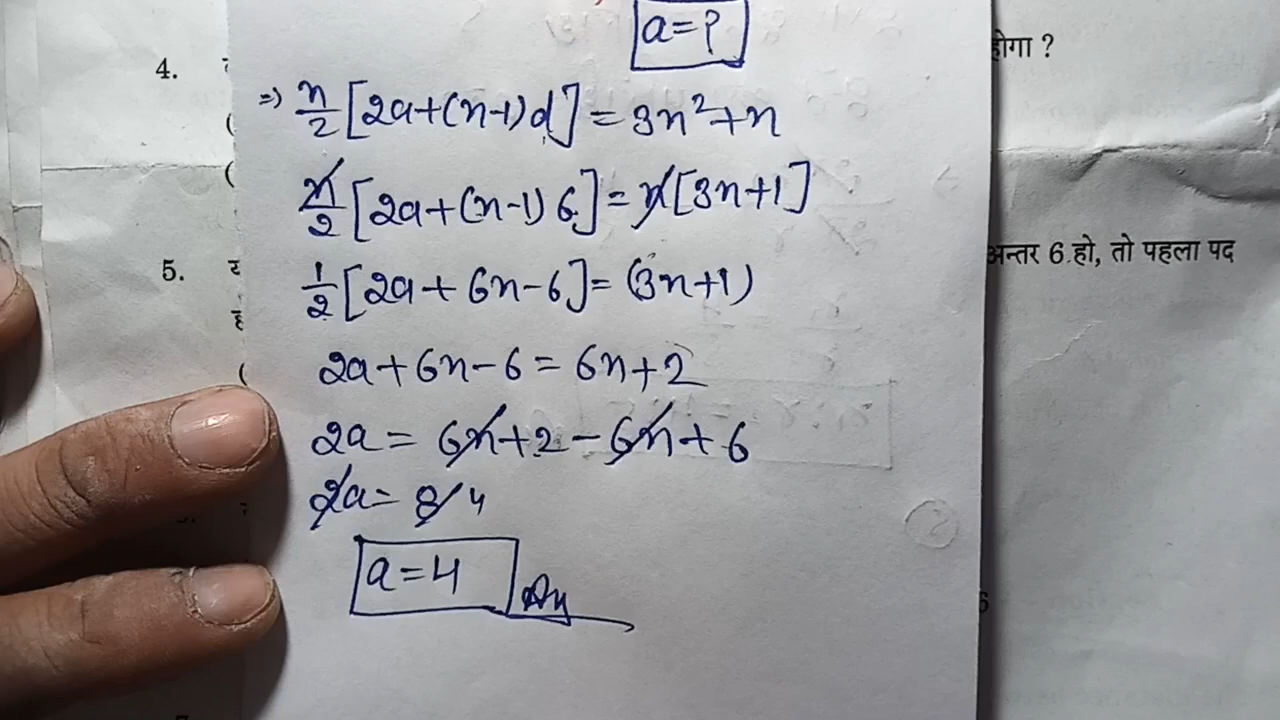 a=?
4.
होगा ?
⇒) n/2 [2a+(n-1)d] = 3n²+n
n/2 [2a+(n-1)6] = n[3n+1]
1/2 [2a+6n-6] = (3n+1)
5.
अन्तर 6 हो, तो पहला पद
2a+6n-6 = 6n+2
2a = 6n+2-6n+6
2a = 8 4
a=4 Ans